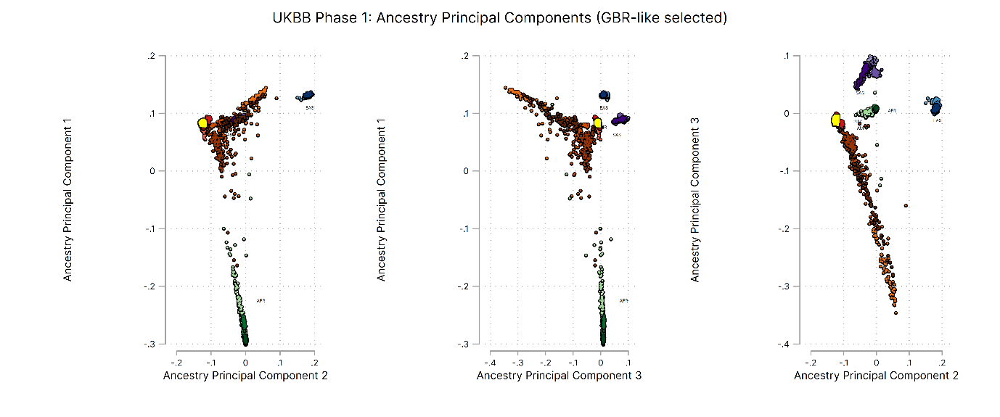 UKBB Phase 1: Ancestry Principal Components (GBR-like selected)
Ancestry Principal Component 1
.2
.1
0
-.1
-.2
-.3
EAS
AFR
-.2 -.1 0 .1 .2
Ancestry Principal Component 2
Ancestry Principal Component 1
.2
.1
0
-.1
-.2
-.3
EAS
SAS
AFR
-.4 -.3 -.2 -.1 0 .1
Ancestry Principal Component 3
Ancestry Principal Component 3
.1
0
-.1
-.2
-.3
-.4
SAS
AFR
EAS
-.2 -.1 0 .1 .2
Ancestry Principal Component 2